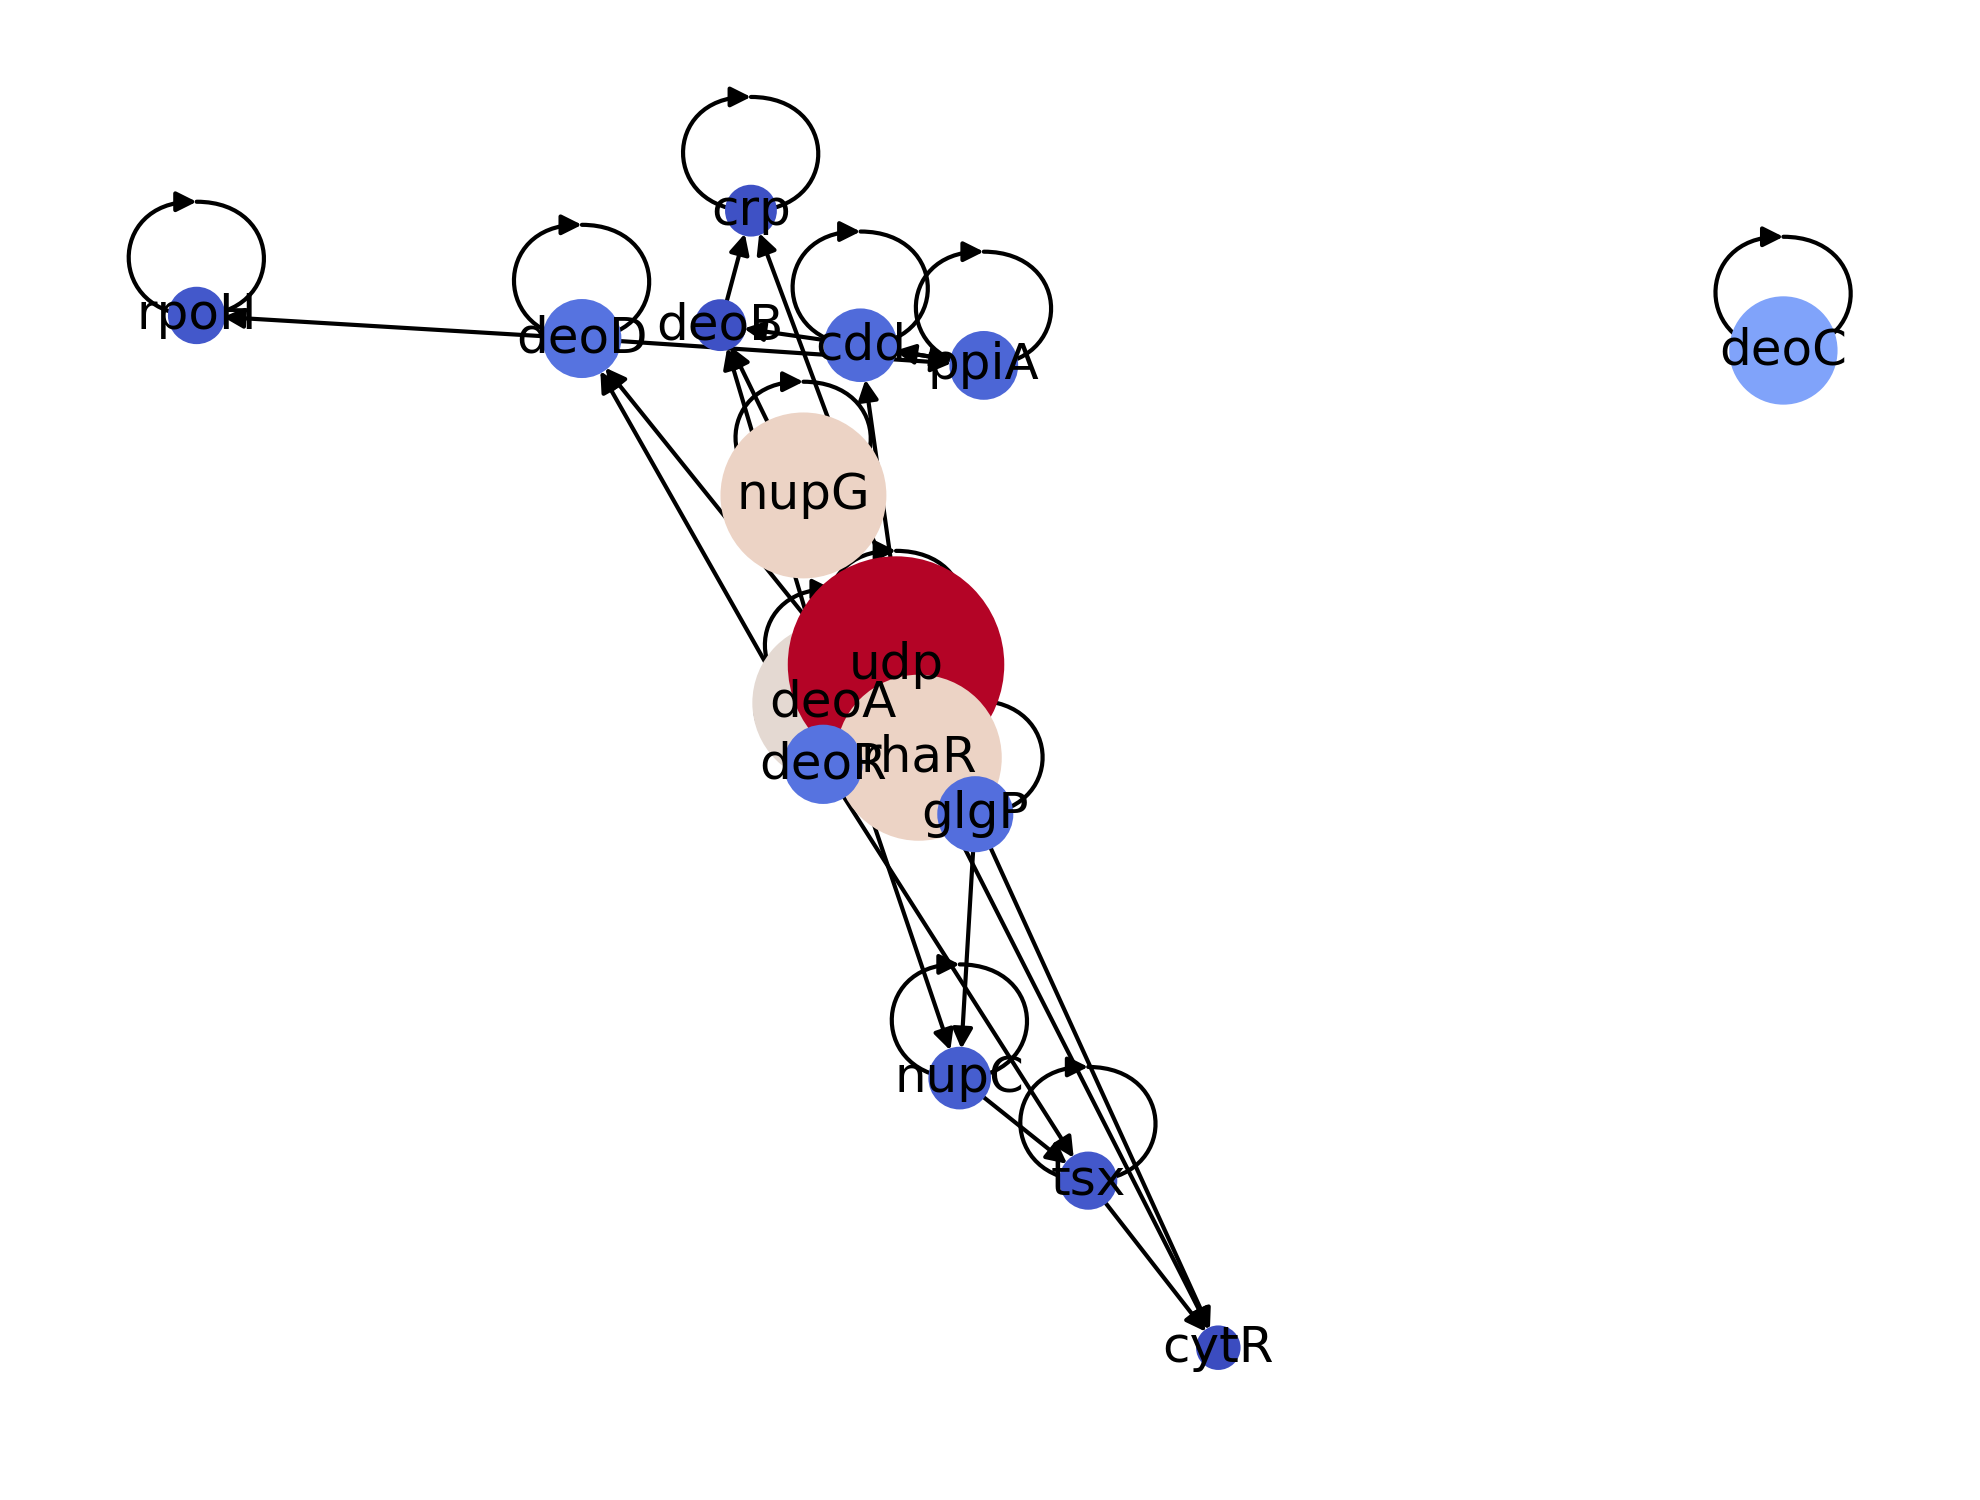 crp
rpoH
deoD
deoB
cdd
ppiA
deoC
nupG
udp
deoA
deoR
rhaR
glgP
nupC
tsx
cytR